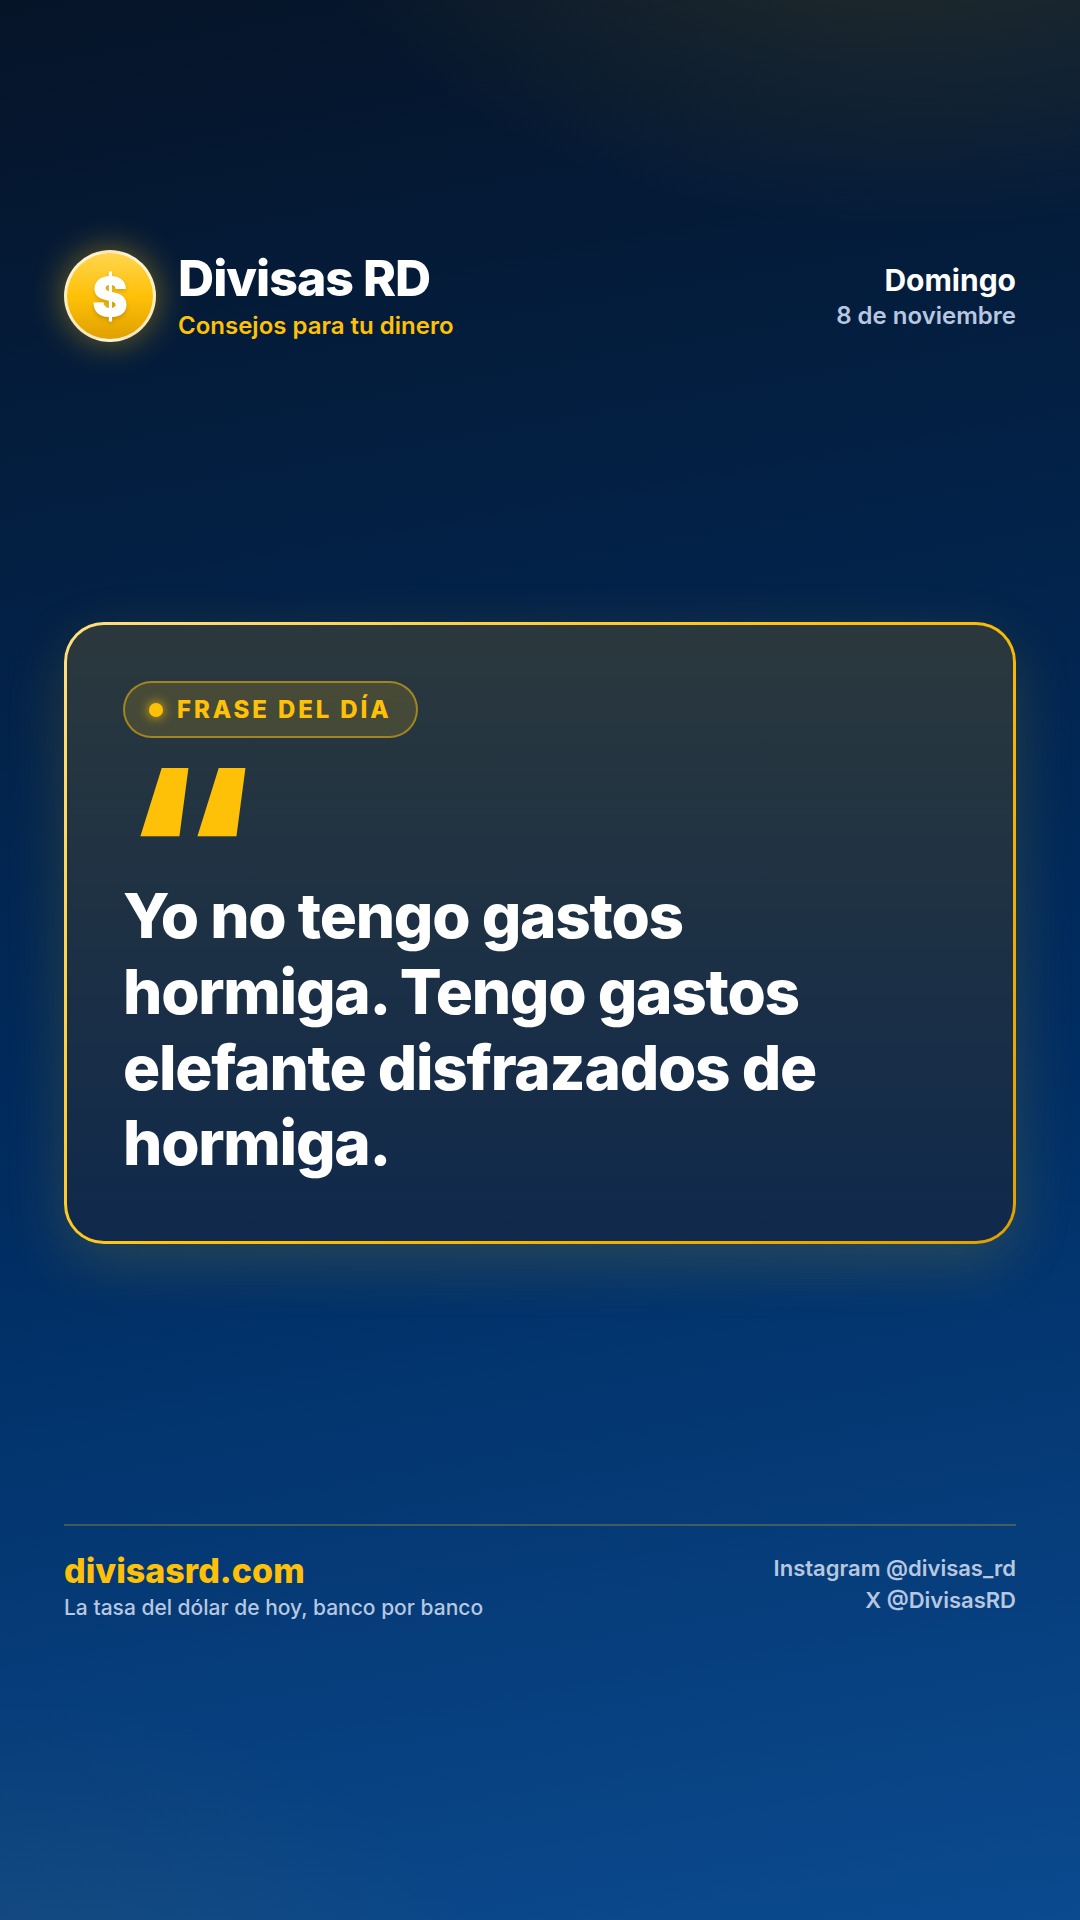 $
Divisas RD
Consejos para tu dinero
Domingo
8 de noviembre
FRASE DEL DÍA
"
Yo no tengo gastos
hormiga. Tengo gastos
elefante disfrazados de
hormiga.
divisasrd.com
La tasa del dólar de hoy, banco por banco
Instagram @divisas_rd
X @DivisasRD